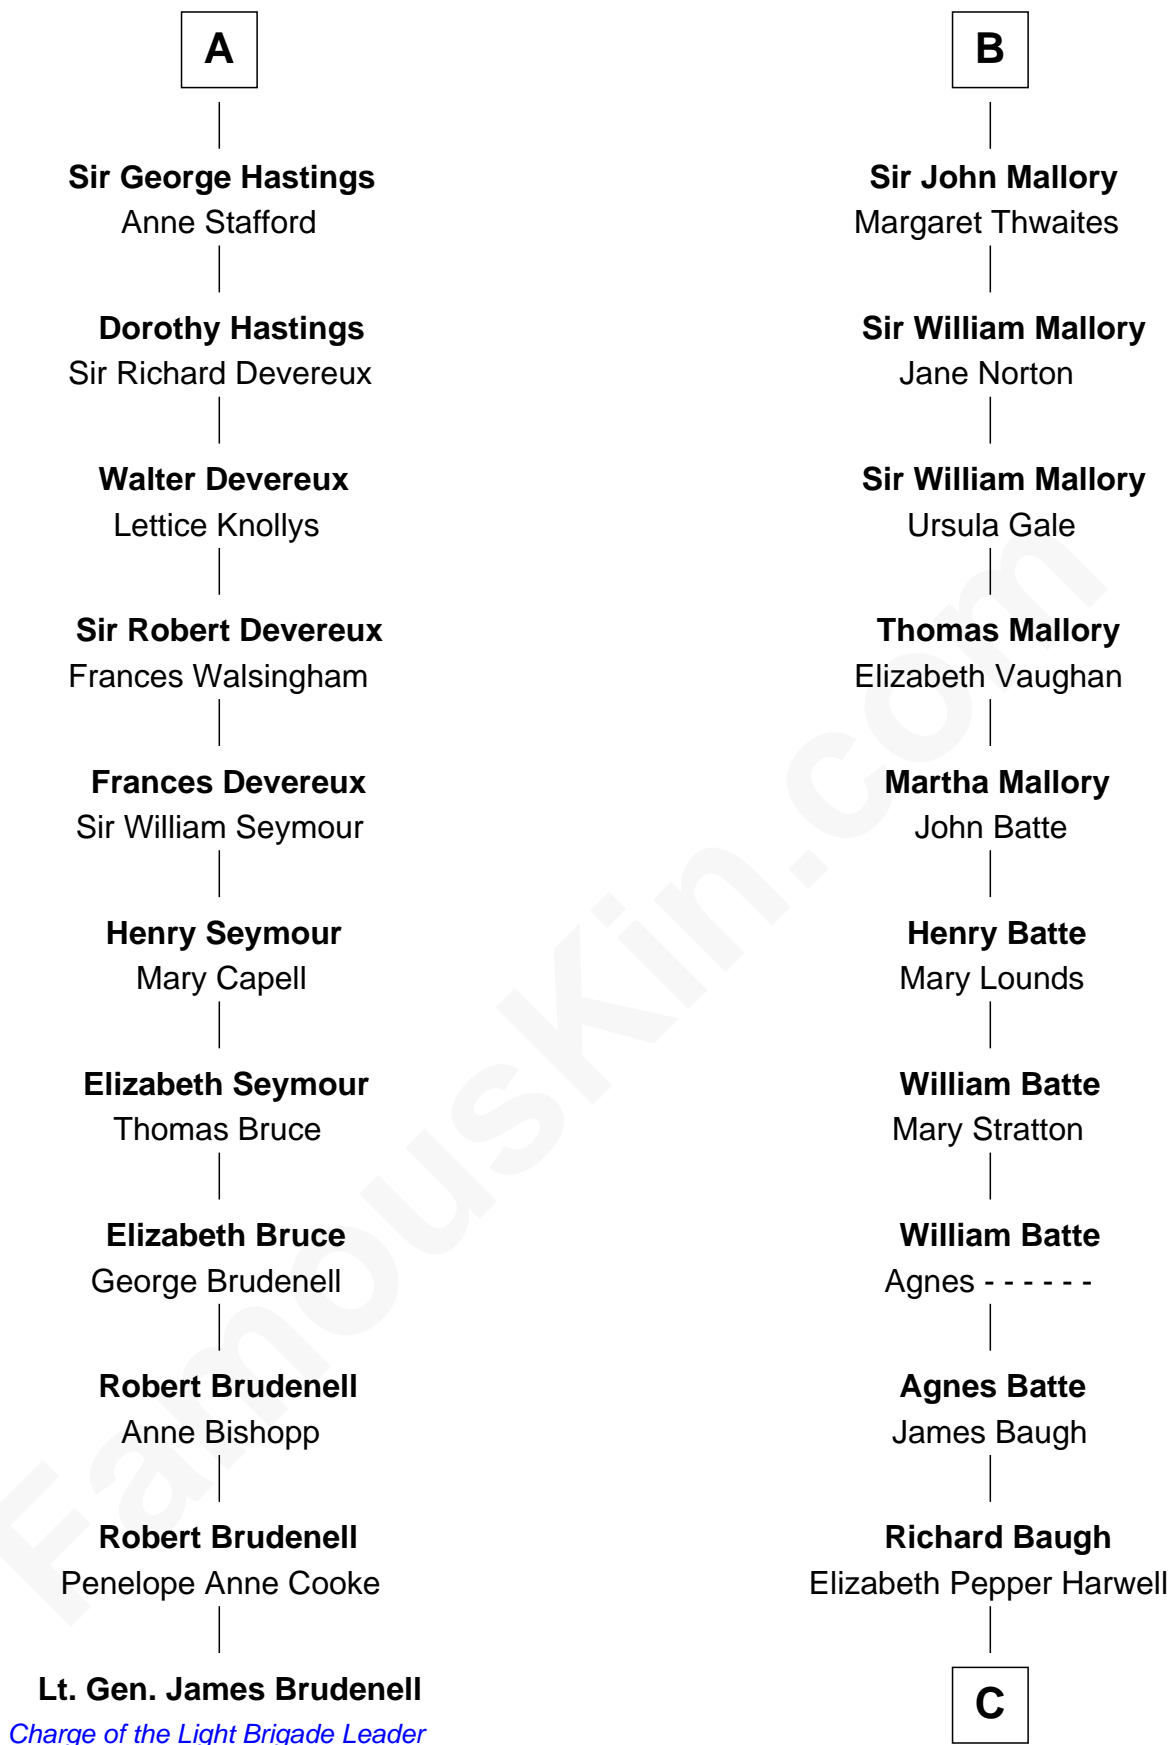 A
Sir George Hastings
Anne Stafford
Dorothy Hastings
Sir Richard Devereux
Walter Devereux
Lettice Knollys
Sir Robert Devereux
Frances Walsingham
Frances Devereux
Sir William Seymour
Henry Seymour
Mary Capell
Elizabeth Seymour
Thomas Bruce
Elizabeth Bruce
George Brudenell
Robert Brudenell
Anne Bishopp
Robert Brudenell
Penelope Anne Cooke
Lt. Gen. James Brudenell
Charge of the Light Brigade Leader
B
Sir John Mallory
Margaret Thwaites
Sir William Mallory
Jane Norton
Sir William Mallory
Ursula Gale
Thomas Mallory
Elizabeth Vaughan
Martha Mallory
John Batte
Henry Batte
Mary Lounds
William Batte
Mary Stratton
William Batte
Agnes - - - - - -
Agnes Batte
James Baugh
Richard Baugh
Elizabeth Pepper Harwell
C
FamousKin.com